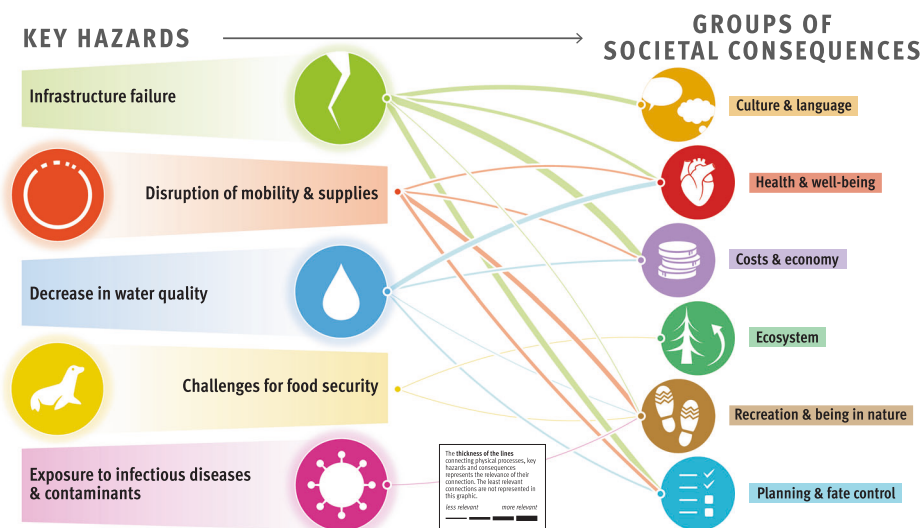 KEY HAZARDS
GROUPS OF
SOCIETAL CONSEQUENCES
Infrastructure failure
Disruption of mobility & supplies
Decrease in water quality
Challenges for food security
Exposure to infectious diseases
& contaminants
Culture & language
Health & well-being
Costs & economy
Ecosystem
Recreation & being in nature
Planning & fate control
The thickness of the lines
connecting physical processes, key
hazards and consequences
represents the relevance of their
connection. The least relevant
connections are not represented in
this graphic.
less relevant more relevant